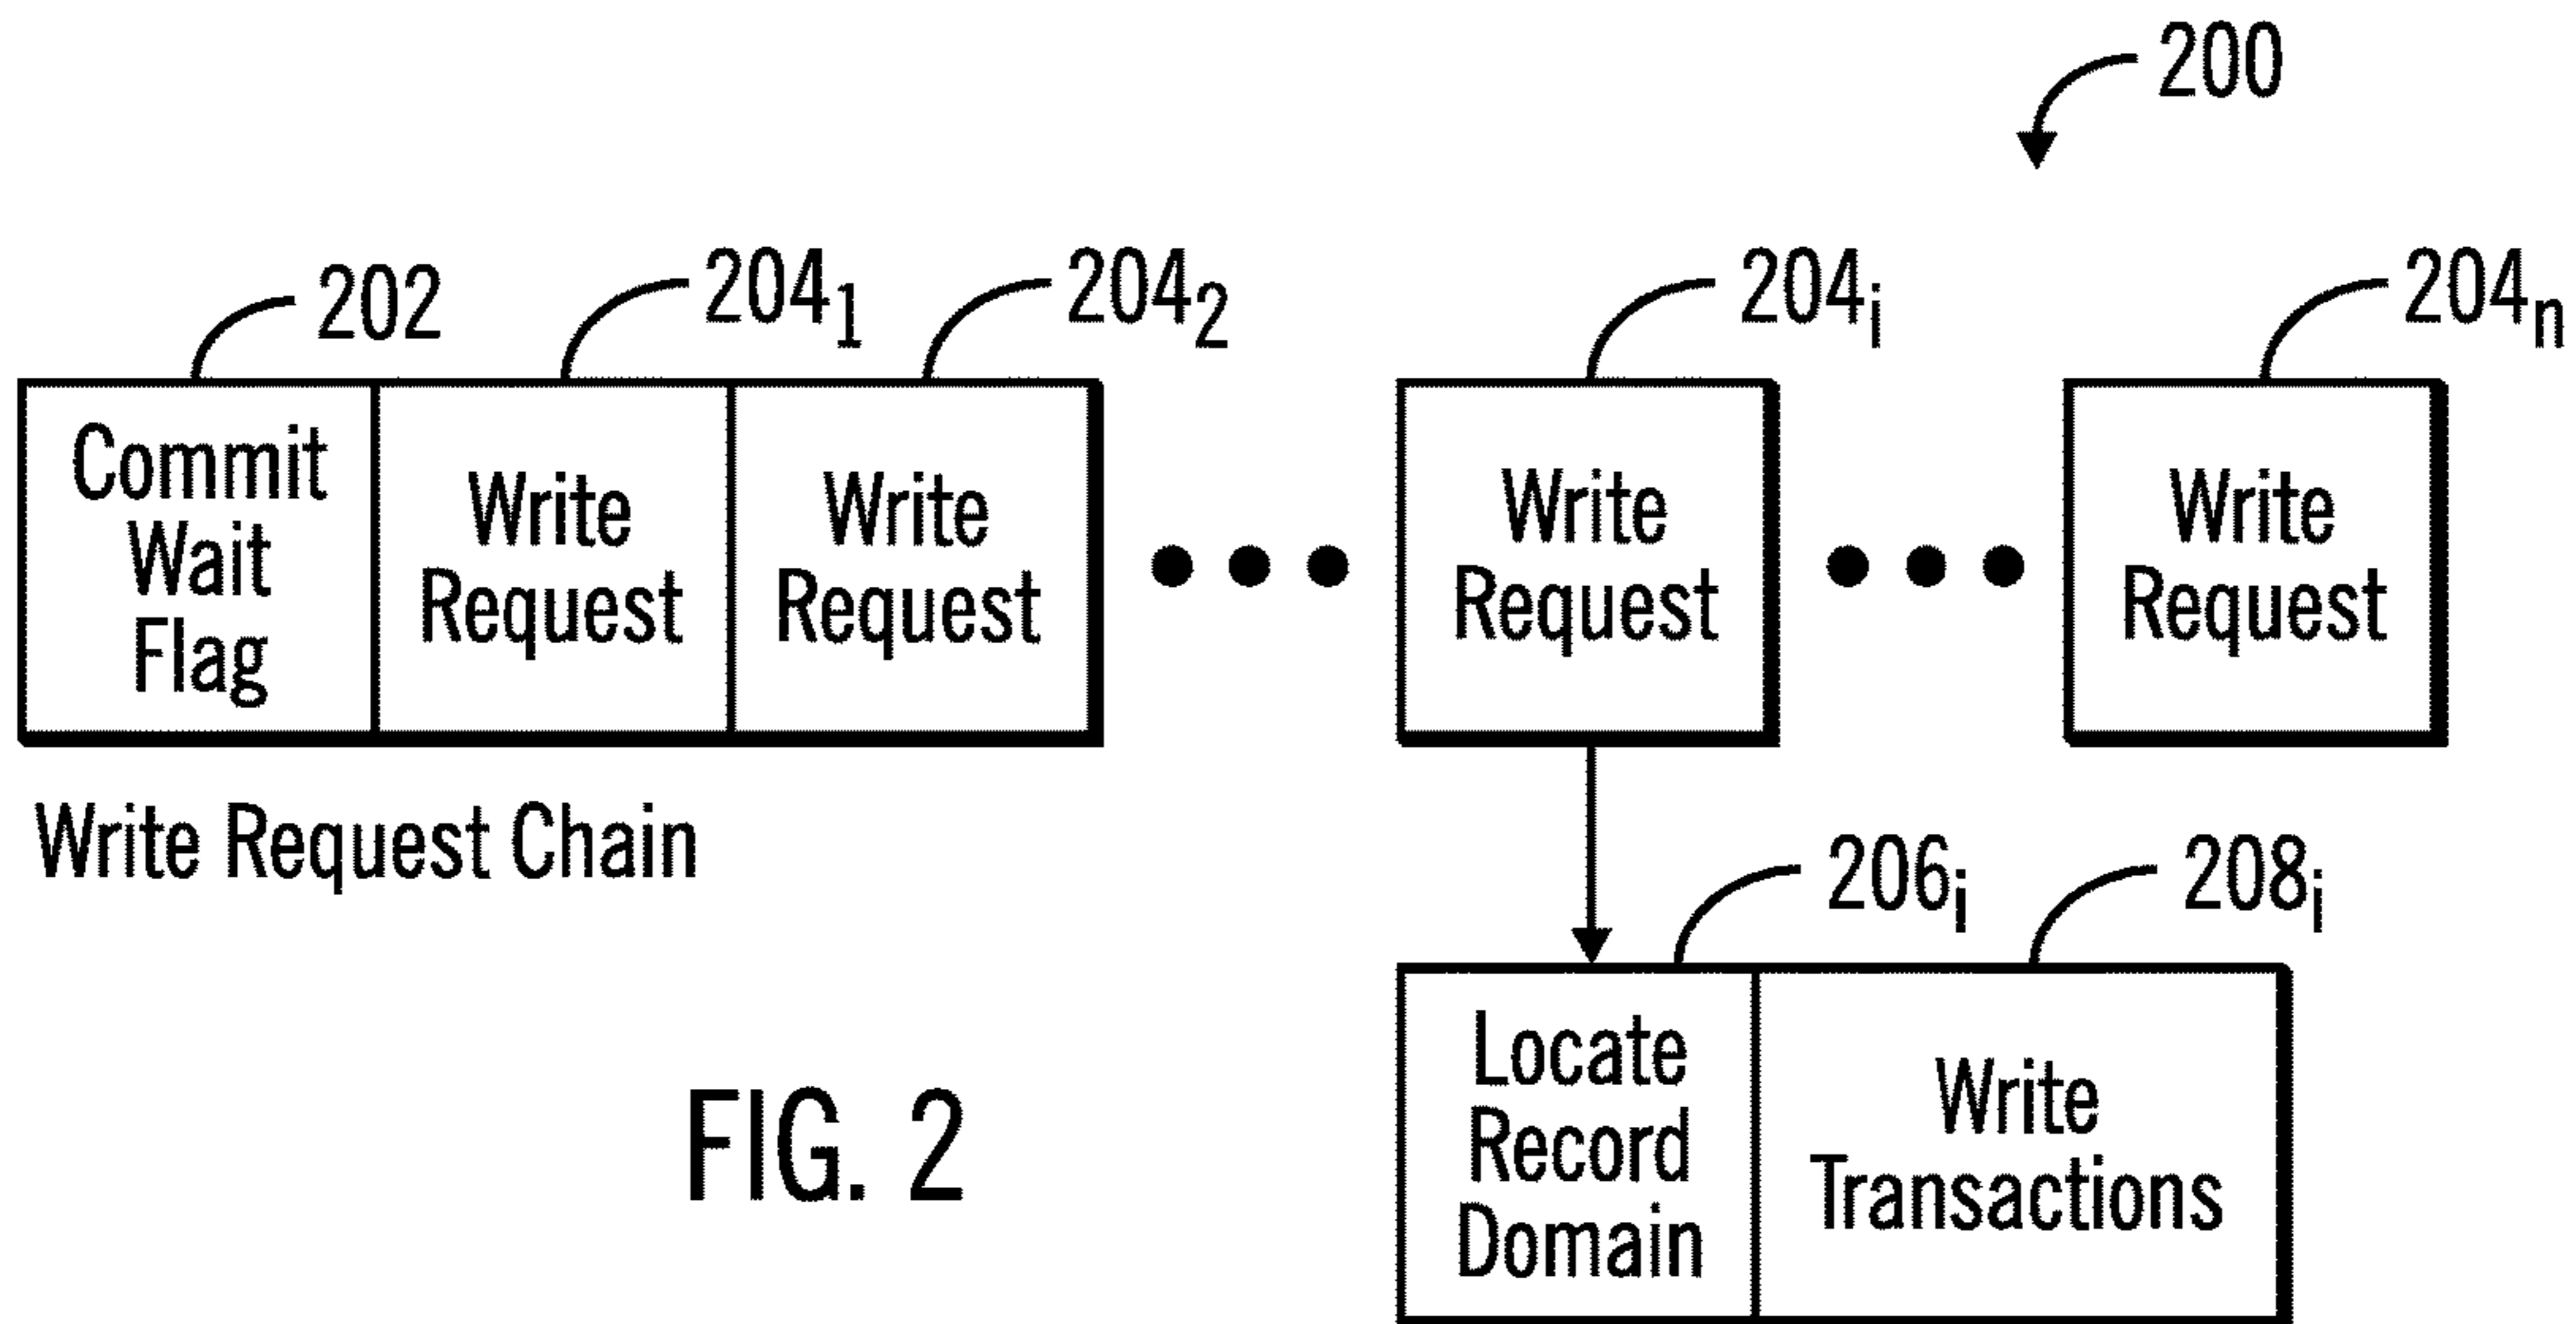 200
202
204₁
204₂
204ᵢ
204ₙ
Commit
Wait
Flag
Write
Request
Write
Request
Write
Request
Write
Request
Write Request Chain
206ᵢ
208ᵢ
Locate
Record
Domain
Write
Transactions
FIG. 2